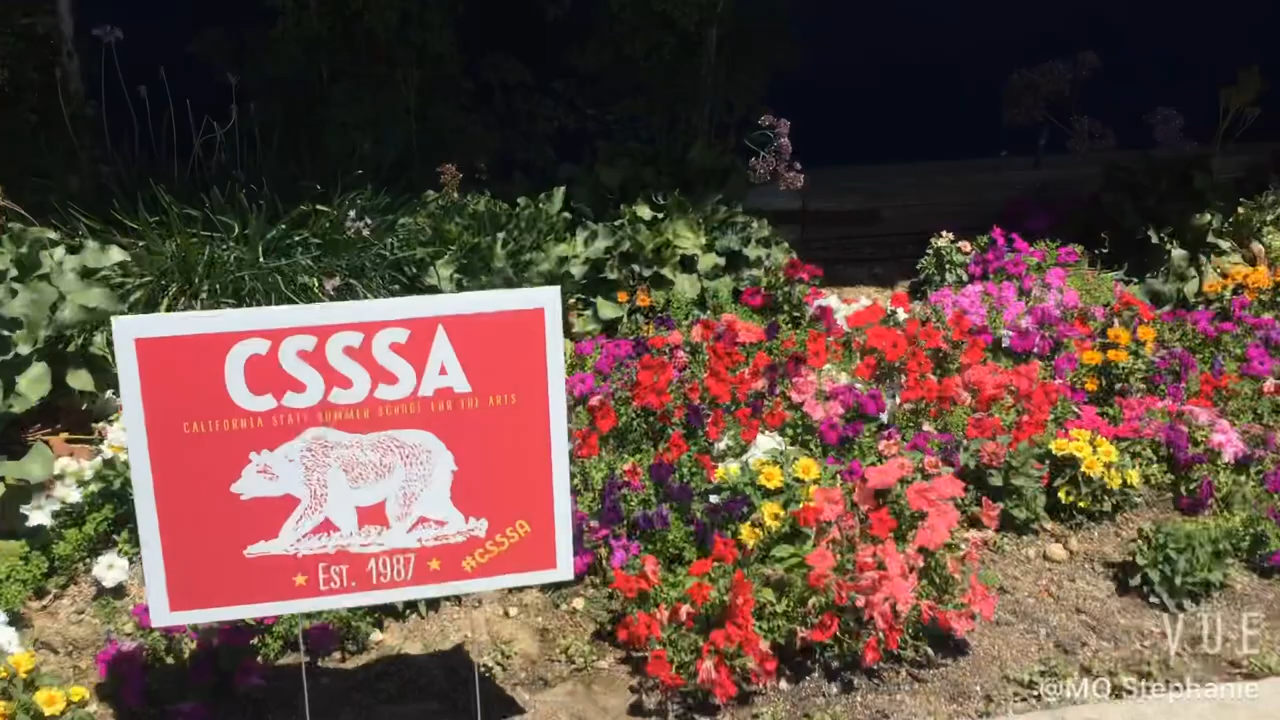 CSSSA
CALIFORNIA STATE SUMMER SCHOOL FOR THE ARTS
EST. 1987
#CSSSA
VUE
@MQ.Stephanie